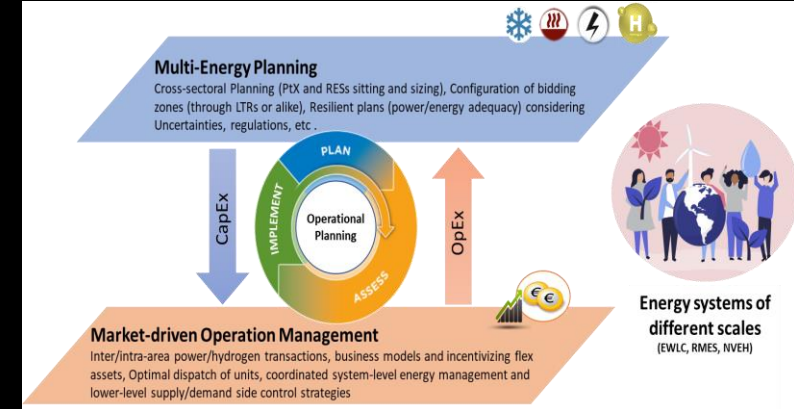 H
Multi-Energy Planning
Cross-sectoral Planning (PtX and RESs sitting and sizing), Configuration of bidding
zones (through LTRs or alike), Resilient plans (power/energy adequacy) considering
Uncertainties, regulations, etc .
CapEx
PLAN
IMPLEMENT
Operational
Planning
ASSESS
OpEx
€ €
Market-driven Operation Management
Inter/intra-area power/hydrogen transactions, business models and incentivizing flex
assets, Optimal dispatch of units, coordinated system-level energy management and
lower-level supply/demand side control strategies
Energy systems of
different scales
(EWLC, RMES, NVEH)